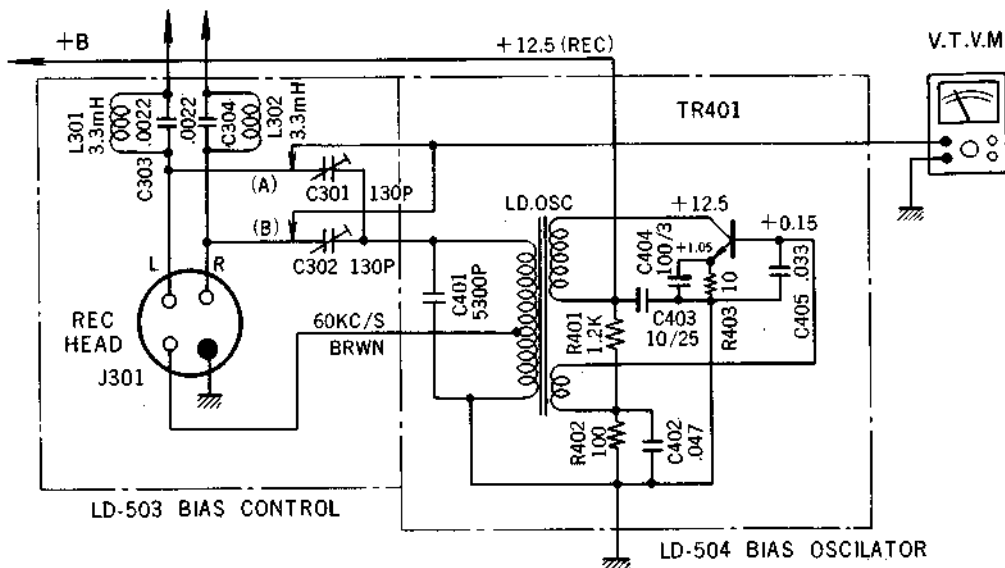 +B
+12.5 (REC)
V.T.V.M
L301
3.3mH
.0022
C303
.0022
C304
L302
3.3mH
TR401
(A)
C301 130P
(B)
C302 130P
LD.OSC
+12.5
+0.15
C404
100/3
+1.05
10
R403
.033
C405
C401
5300P
C403
10/25
R401
1.2K
L
R
REC
HEAD
J301
60KC/S
BRWN
R402
100
C402
.047
LD-503 BIAS CONTROL
LD-504 BIAS OSCILATOR